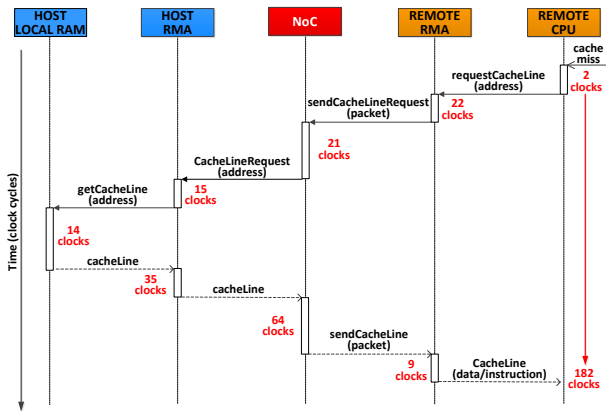 HOST
LOCAL RAM
HOST
RMA
NoC
REMOTE
RMA
REMOTE
CPU
cache
miss
2
clocks
requestCacheLine
(address)
22
clocks
sendCacheLineRequest
(packet)
21
clocks
CacheLineRequest
(address)
15
clocks
getCacheLine
(address)
14
clocks
cacheLine
35
clocks
cacheLine
64
clocks
sendCacheLine
(packet)
9
clocks
CacheLine
(data/instruction)
182
clocks
Time (clock cycles)